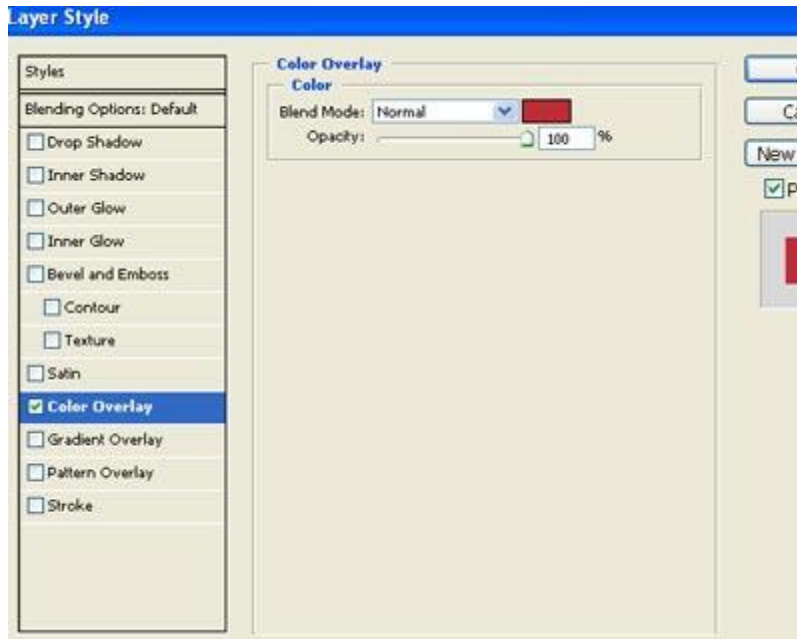 Layer Style
Styles
Blending Options: Default
Drop Shadow
Inner Shadow
Outer Glow
Inner Glow
Bevel and Emboss
Contour
Texture
Satin
Color Overlay
Gradient Overlay
Pattern Overlay
Stroke
Color Overlay
Color
Blend Mode: Normal
Opacity: 100 %
Ca
New
P